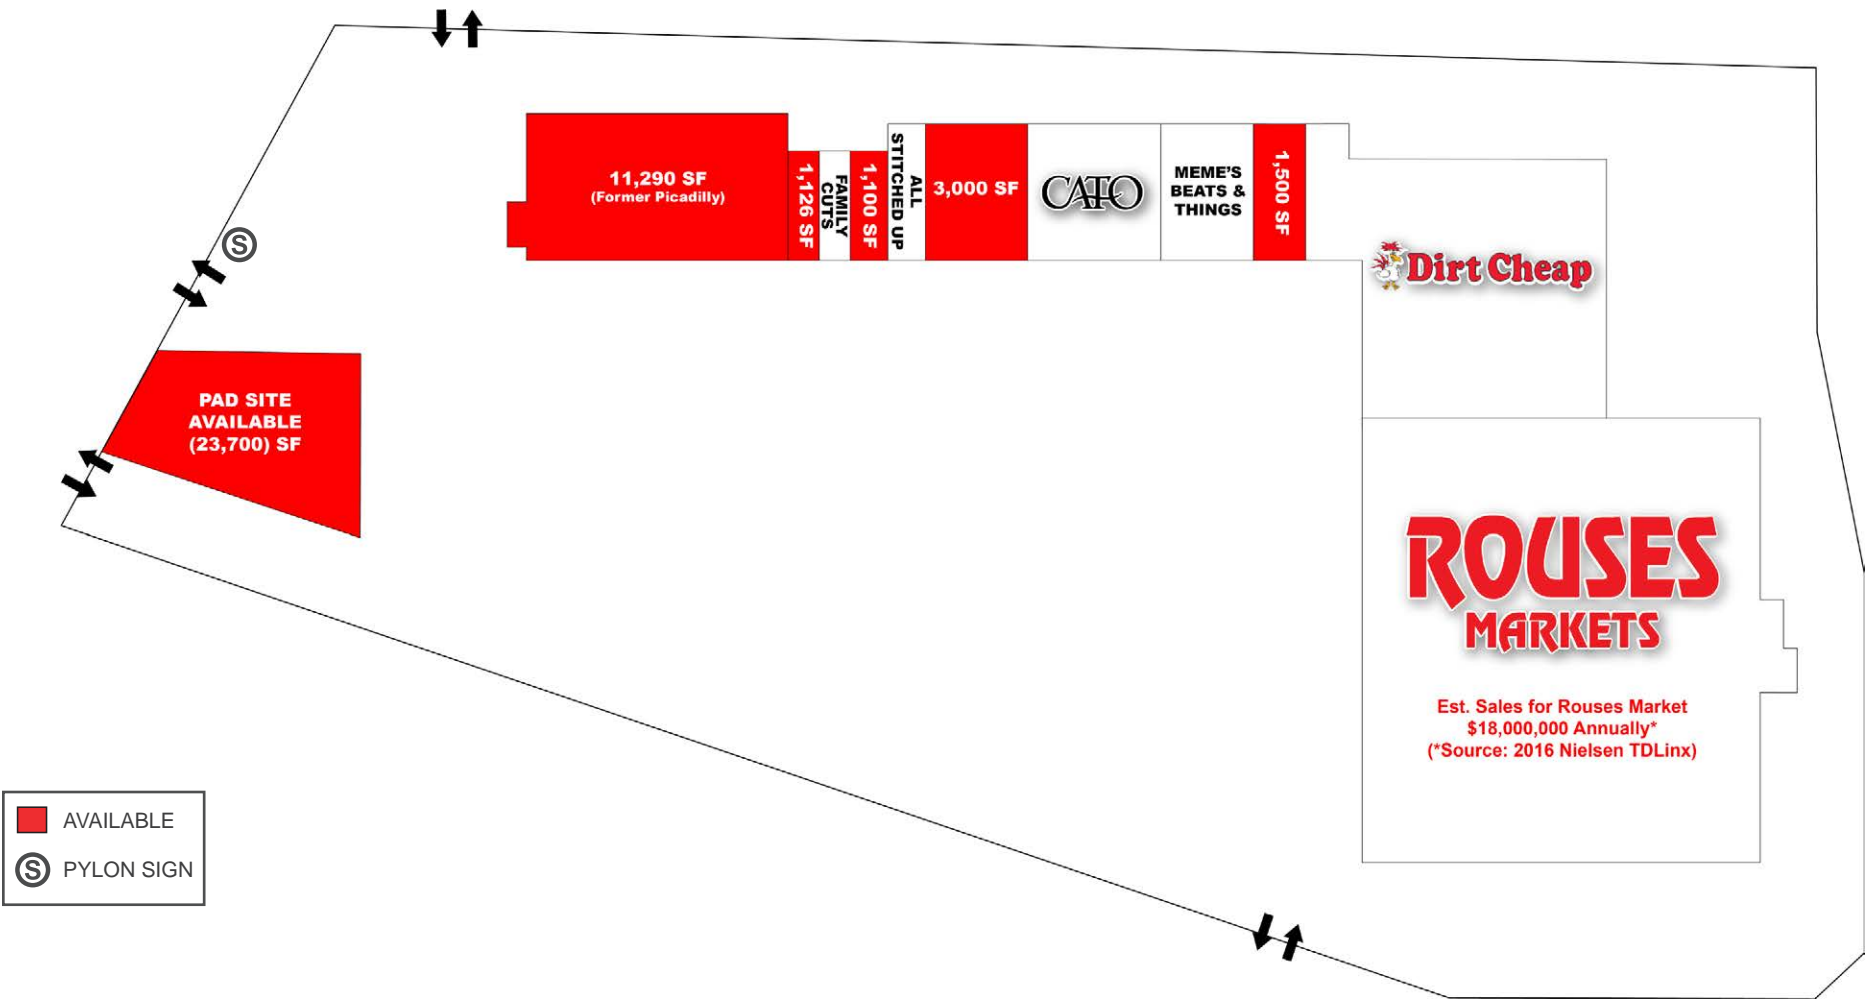 11,290 SF
(Former Picadilly)
1,126 SF
FAMILY
CUTS
1,100 SF
ALL
STITCHED UP
3,000 SF
CATO
MEME'S
BEATS &
THINGS
1,500 SF
Dirt Cheap
S
PAD SITE
AVAILABLE
(23,700) SF
ROUSES
MARKETS
Est. Sales for Rouses Market
$18,000,000 Annually*
(*Source: 2016 Nielsen TDLinx)
AVAILABLE
S PYLON SIGN